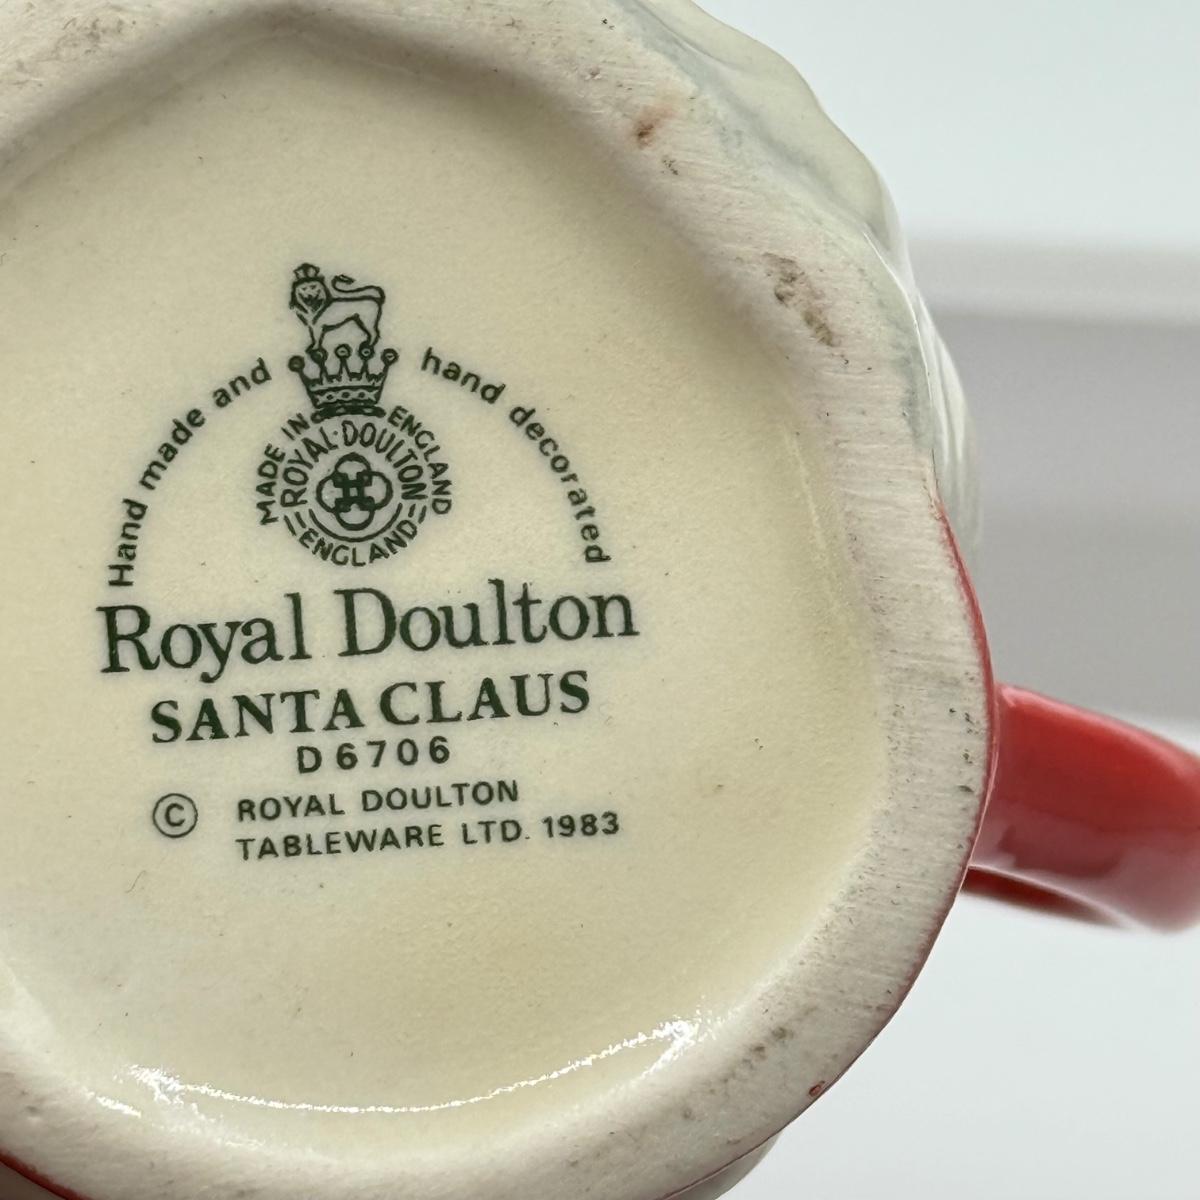 Hand made and hand decorated
MADE IN ENGLAND
ROYAL·DOULTON
ENGLAND
Royal Doulton
SANTA CLAUS
D6706
© ROYAL DOULTON
TABLEWARE LTD. 1983